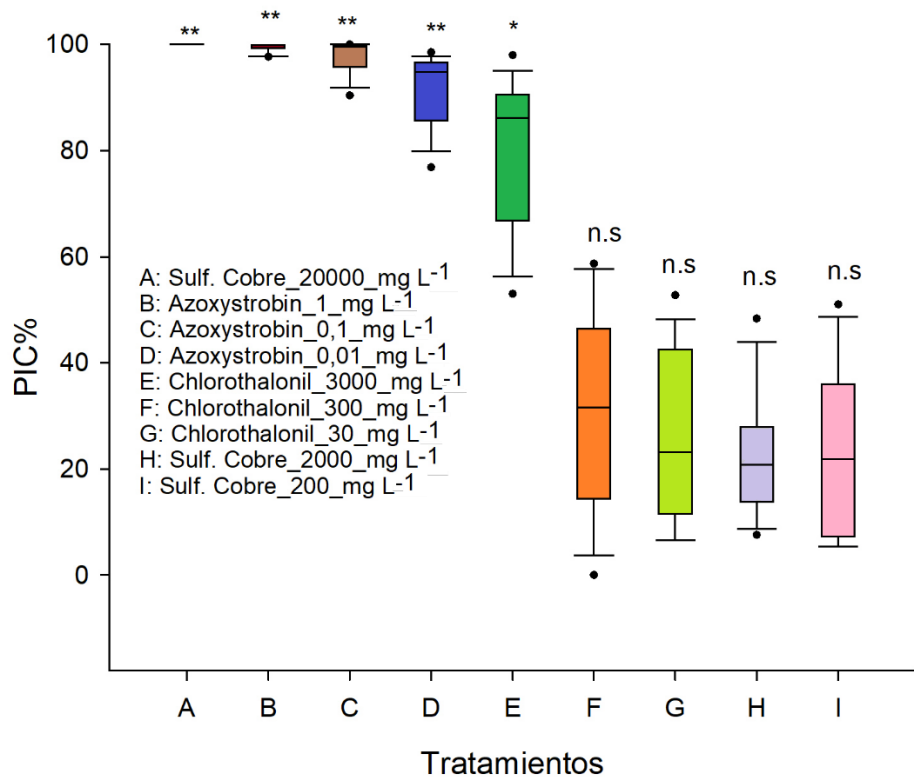 ** ** ** ** *
100
80
60
40
20
0
PIC%
n.s n.s n.s n.s
A: Sulf. Cobre_20000_mg L-1
B: Azoxystrobin_1_mg L-1
C: Azoxystrobin_0,1_mg L-1
D: Azoxystrobin_0,01_mg L-1
E: Chlorothalonil_3000_mg L-1
F: Chlorothalonil_300_mg L-1
G: Chlorothalonil_30_mg L-1
H: Sulf. Cobre_2000_mg L-1
I: Sulf. Cobre_200_mg L-1
A B C D E F G H I
Tratamientos